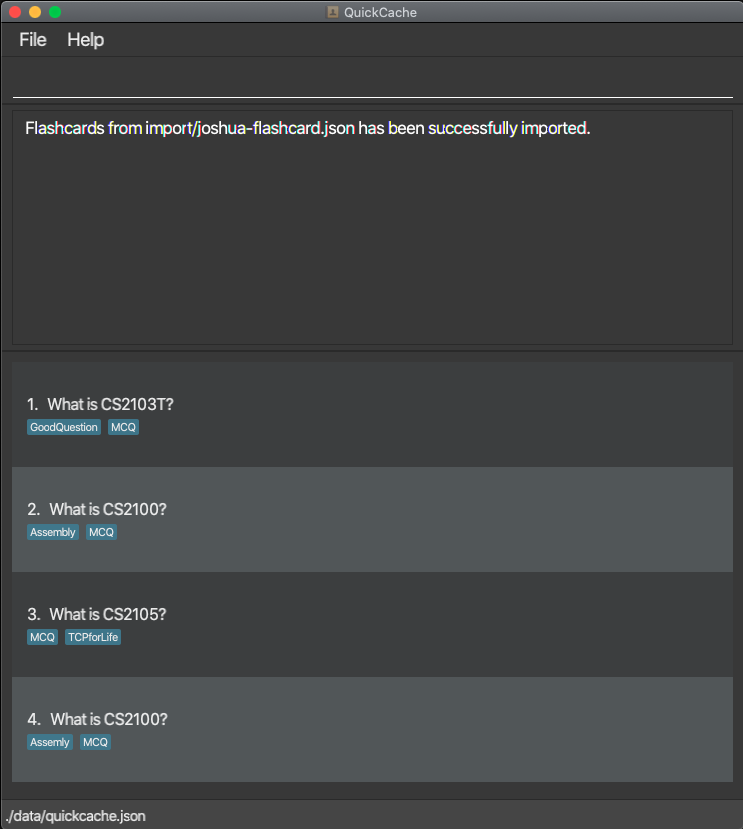 QuickCache
File Help
Flashcards from import/joshua-flashcard.json has been successfully imported.
1. What is CS2103T?
GoodQuestion MCQ
2. What is CS2100?
Assembly MCQ
3. What is CS2105?
MCQ TCPforLife
4. What is CS2100?
Assemly MCQ
./data/quickcache.json